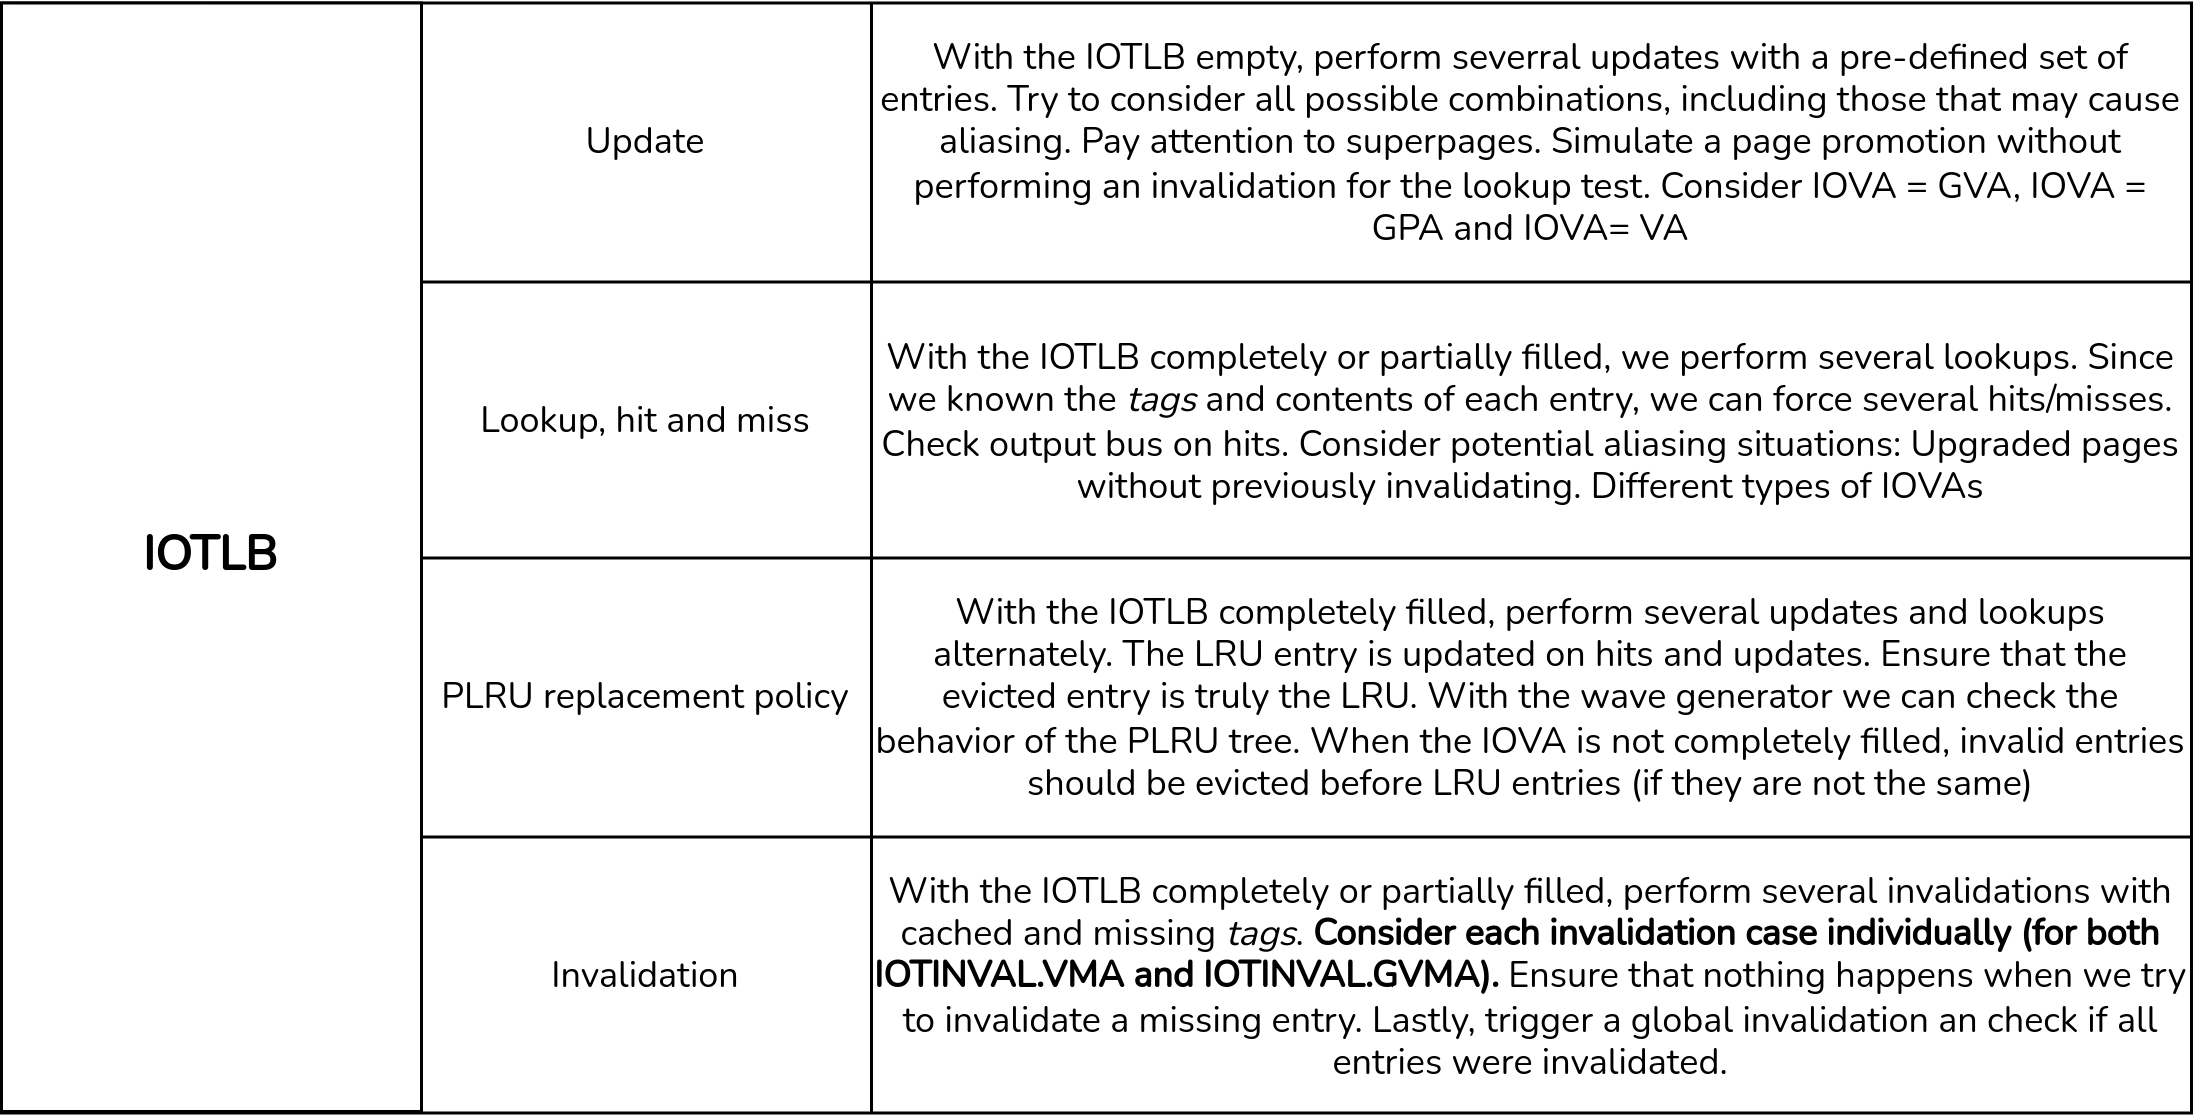 IOTLB
Update
With the IOTLB empty, perform severral updates with a pre-defined set of
entries. Try to consider all possible combinations, including those that may cause
aliasing. Pay attention to superpages. Simulate a page promotion without
performing an invalidation for the lookup test. Consider IOVA = GVA, IOVA =
GPA and IOVA= VA
Lookup, hit and miss
With the IOTLB completely or partially filled, we perform several lookups. Since
we known the tags and contents of each entry, we can force several hits/misses.
Check output bus on hits. Consider potential aliasing situations: Upgraded pages
without previously invalidating. Different types of IOVAs
PLRU replacement policy
With the IOTLB completely filled, perform several updates and lookups
alternately. The LRU entry is updated on hits and updates. Ensure that the
evicted entry is truly the LRU. With the wave generator we can check the
behavior of the PLRU tree. When the IOVA is not completely filled, invalid entries
should be evicted before LRU entries (if they are not the same)
Invalidation
With the IOTLB completely or partially filled, perform several invalidations with
cached and missing tags. Consider each invalidation case individually (for both
IOTINVAL.VMA and IOTINVAL.GVMA). Ensure that nothing happens when we try
to invalidate a missing entry. Lastly, trigger a global invalidation an check if all
entries were invalidated.